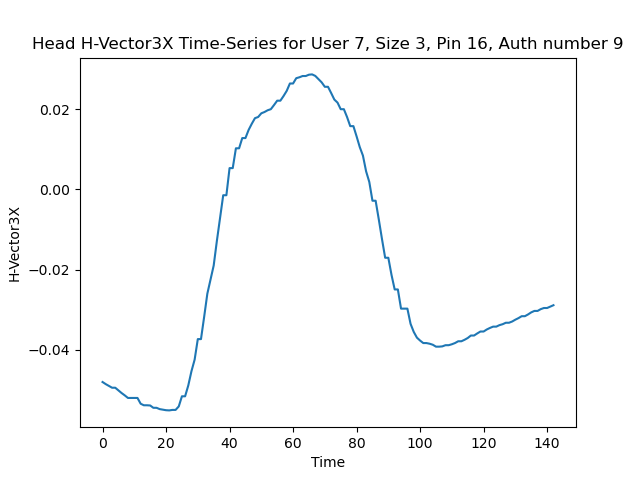 Head H-Vector3X Time-Series for User 7, Size 3, Pin 16, Auth number 9
H-Vector3X
0.02
0.00
−0.02
−0.04
0 20 40 60 80 100 120 140
Time